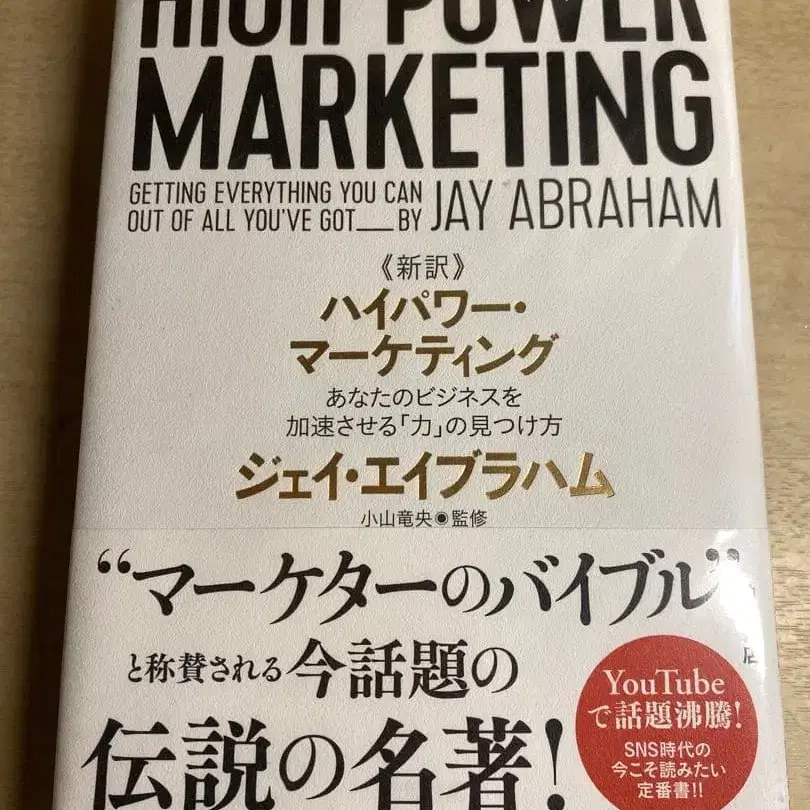 HIGH POWER
MARKETING
GETTING EVERYTHING YOU CAN
OUT OF ALL YOU'VE GOT___BY JAY ABRAHAM
《新訳》
ハイパワー・
マーケティング
あなたのビジネスを
加速させる「力」の見つけ方
ジェイ・エイブラハム
小山竜央◉監修
“マーケターのバイブル”
と称賛される今話題の
伝説の名著!
YouTube
で話題沸騰!
SNS時代の
今こそ読みたい
定番書!!